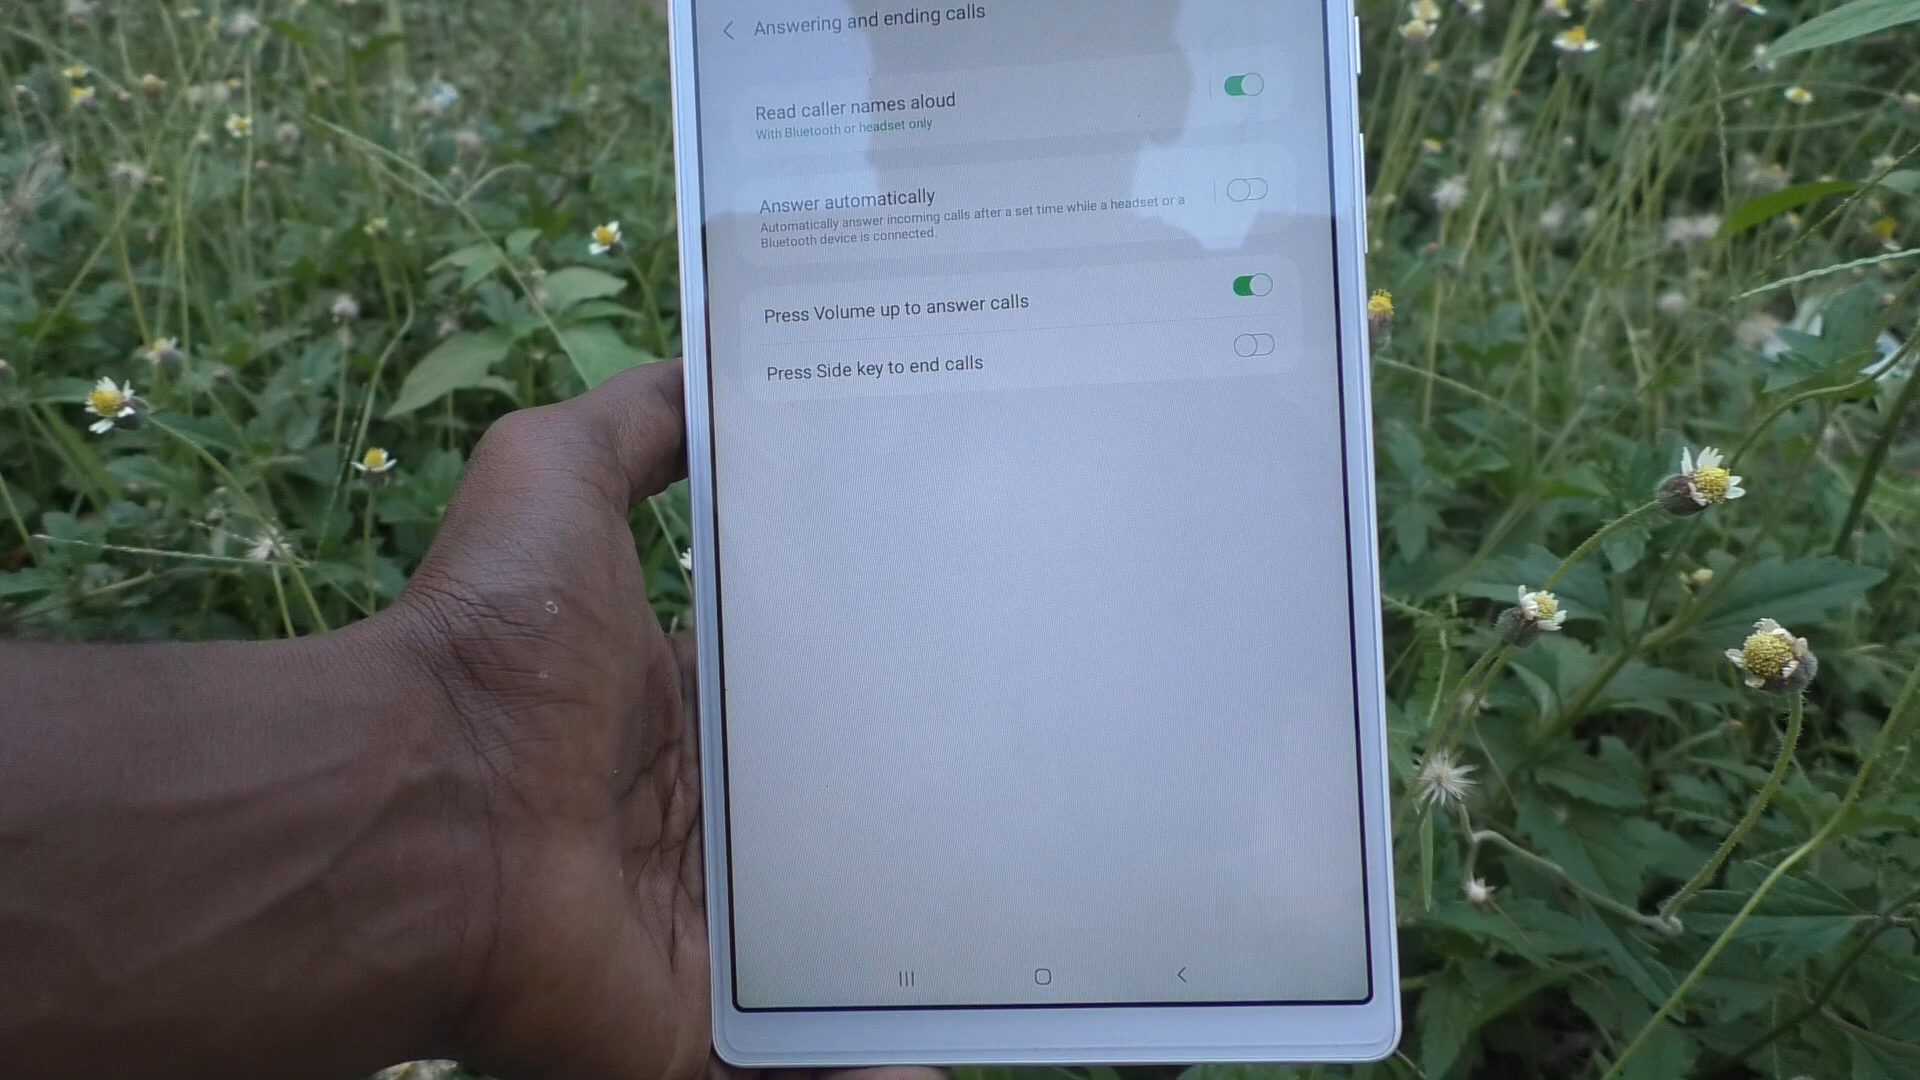 Answering and ending calls
Read caller names aloud
With Bluetooth or headset only
Answer automatically
Automatically answer incoming calls after a set time while a headset or a
Bluetooth device is connected.
Press Volume up to answer calls
Press Side key to end calls